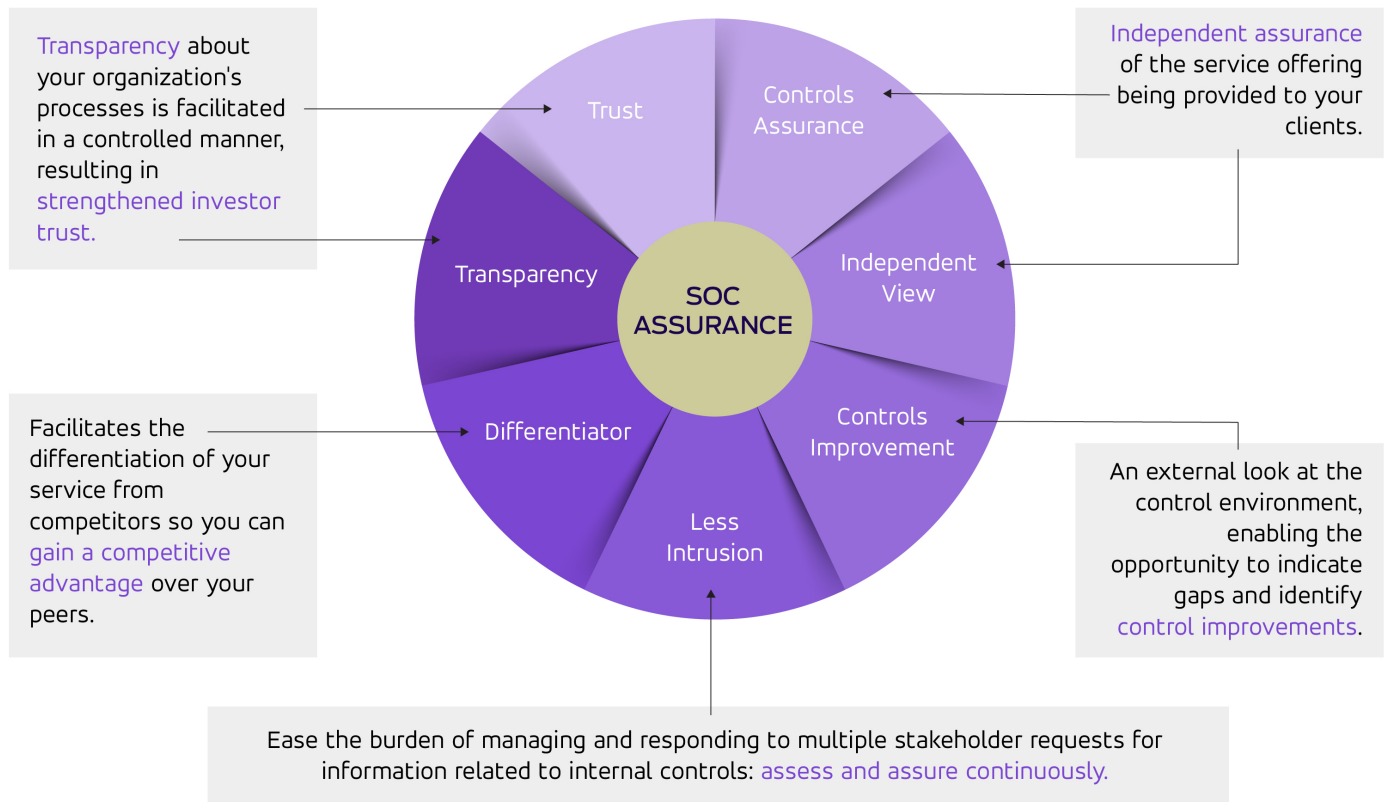 Transparency about
your organization's
processes is facilitated
in a controlled manner,
resulting in
strengthened investor
trust.
Trust
Controls
Assurance
Independent assurance
of the service offering
being provided to your
clients.
Transparency
SOC
ASSURANCE
Independent
View
Facilitates the
differentiation of your
service from
competitors so you can
gain a competitive
advantage over your
peers.
Differentiator
Less
Intrusion
Controls
Improvement
An external look at the
control environment,
enabling the
opportunity to indicate
gaps and identify
control improvements.
Ease the burden of managing and responding to multiple stakeholder requests for
information related to internal controls: assess and assure continuously.